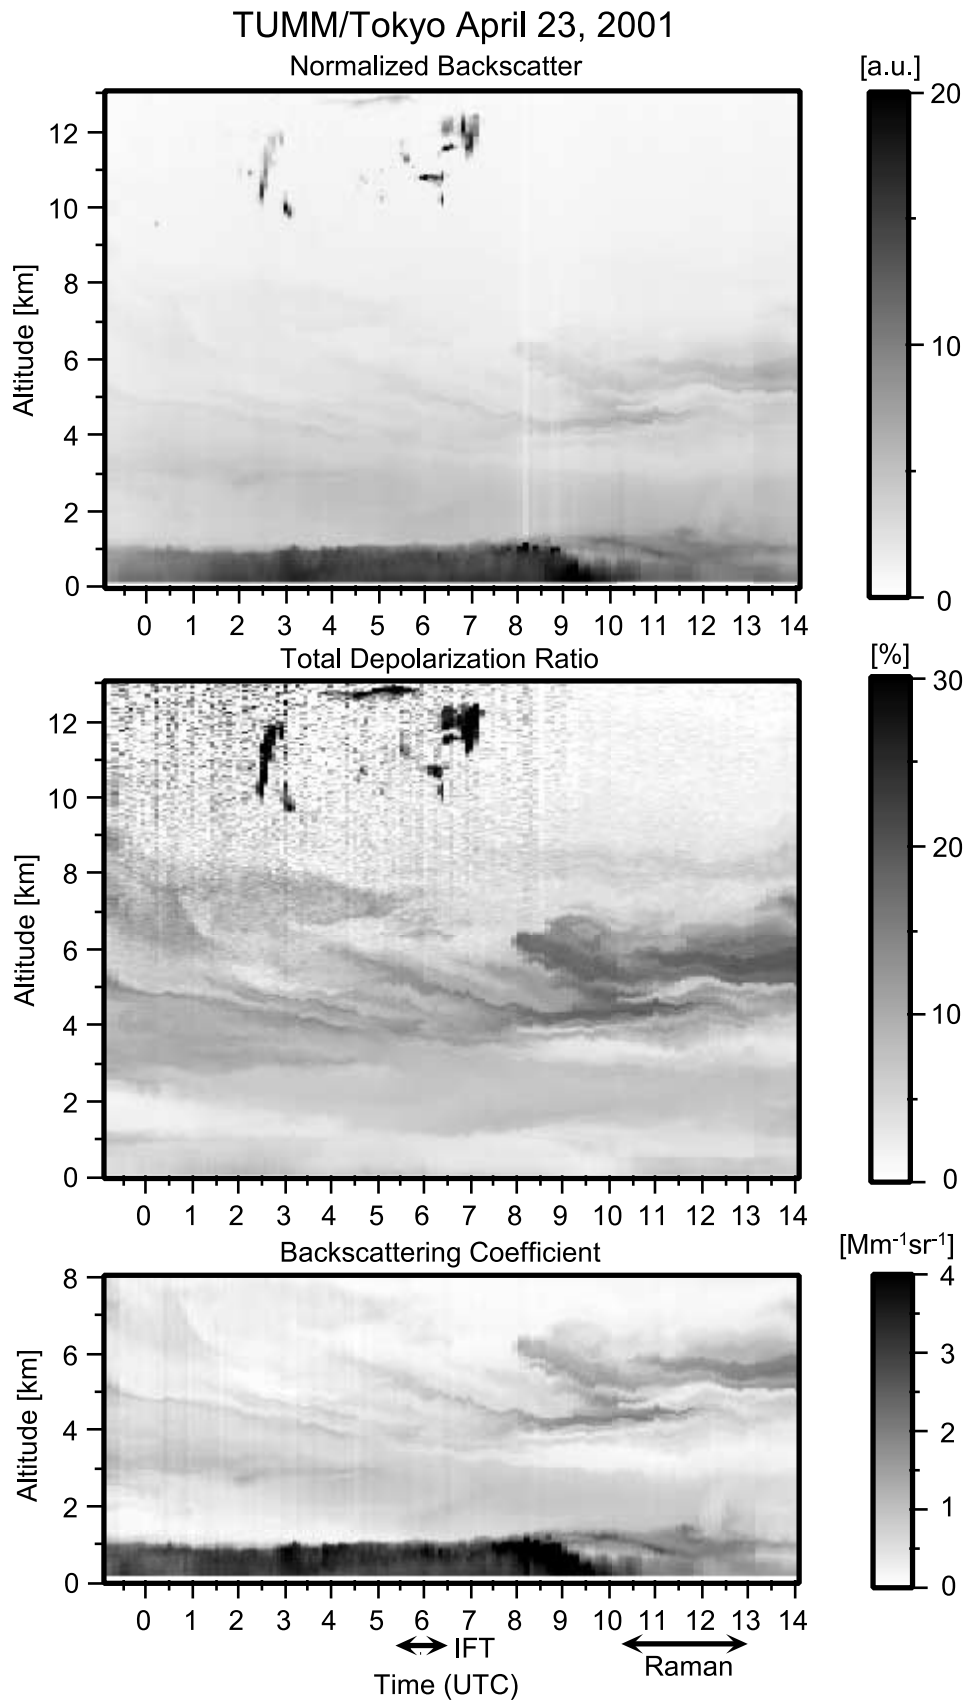 TUMM/Tokyo April 23, 2001
Normalized Backscatter
[a.u.]
20
10
0
Altitude [km]
12
10
8
6
4
2
0
0 1 2 3 4 5 6 7 8 9 10 11 12 13 14
Total Depolarization Ratio
[%]
30
20
10
0
Altitude [km]
12
10
8
6
4
2
0
0 1 2 3 4 5 6 7 8 9 10 11 12 13 14
Backscattering Coefficient
[Mm⁻¹sr⁻¹]
4
3
2
1
0
Altitude [km]
8
6
4
2
0
0 1 2 3 4 5 6 7 8 9 10 11 12 13 14
IFT
Raman
Time (UTC)